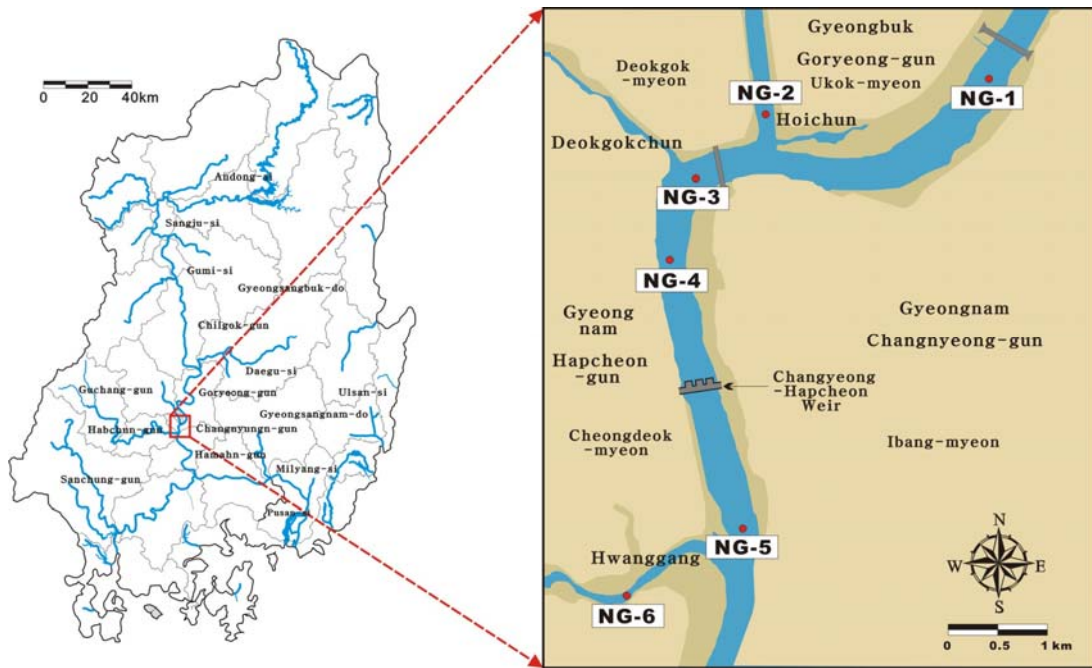 0 20 40km
Andong-si
Sangju-si
Gumi-si
Gyeongsangbuk-do
Chilgok-gun
Daegu-si
Guchang-gun
Goryeong-gun
Ulsan-si
Gyeongsangnam-do
Habchun-gun
Changnyungn-gun
Hamahn-gun
Sanchung-gun
Milyang-si
Pusan-si
Gyeongbuk
Goryeong-gun
Ukok-myeon
Deokgok
-myeon
NG-1
NG-2
Hoichun
Deokgokchun
NG-3
NG-4
Gyeong
nam
Hapcheon
-gun
Gyeongnam
Changnyeong-gun
Changyeong
-Hapcheon
Weir
Cheongdeok
-myeon
Ibang-myeon
NG-5
Hwanggang
NG-6
N
W E
S
0 0.5 1 km